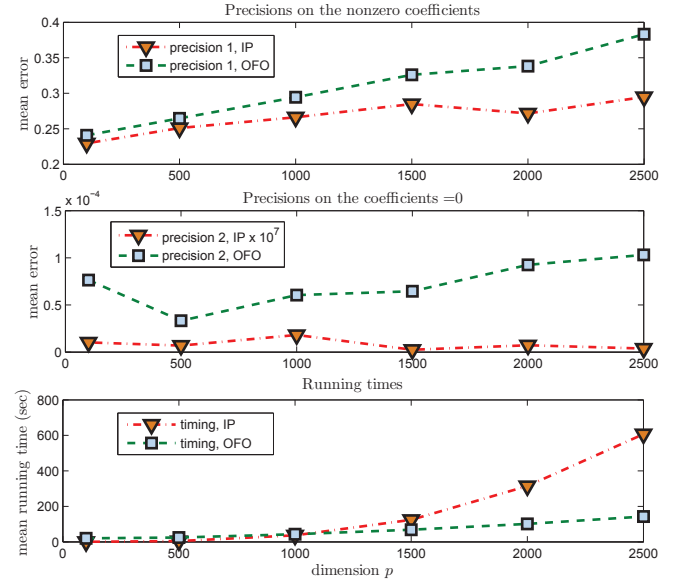 Precisions on the nonzero coefficients
0.4
0.35
0.3
0.25
0.2
mean error
precision 1, IP
precision 1, OFO
0 500 1000 1500 2000 2500
Precisions on the coefficients =0
x 10^-4
1.5
1
0.5
0
mean error
precision 2, IP x 10^7
precision 2, OFO
0 500 1000 1500 2000 2500
Running times
800
600
400
200
0
mean running time (sec)
timing, IP
timing, OFO
0 500 1000 1500 2000 2500
dimension p